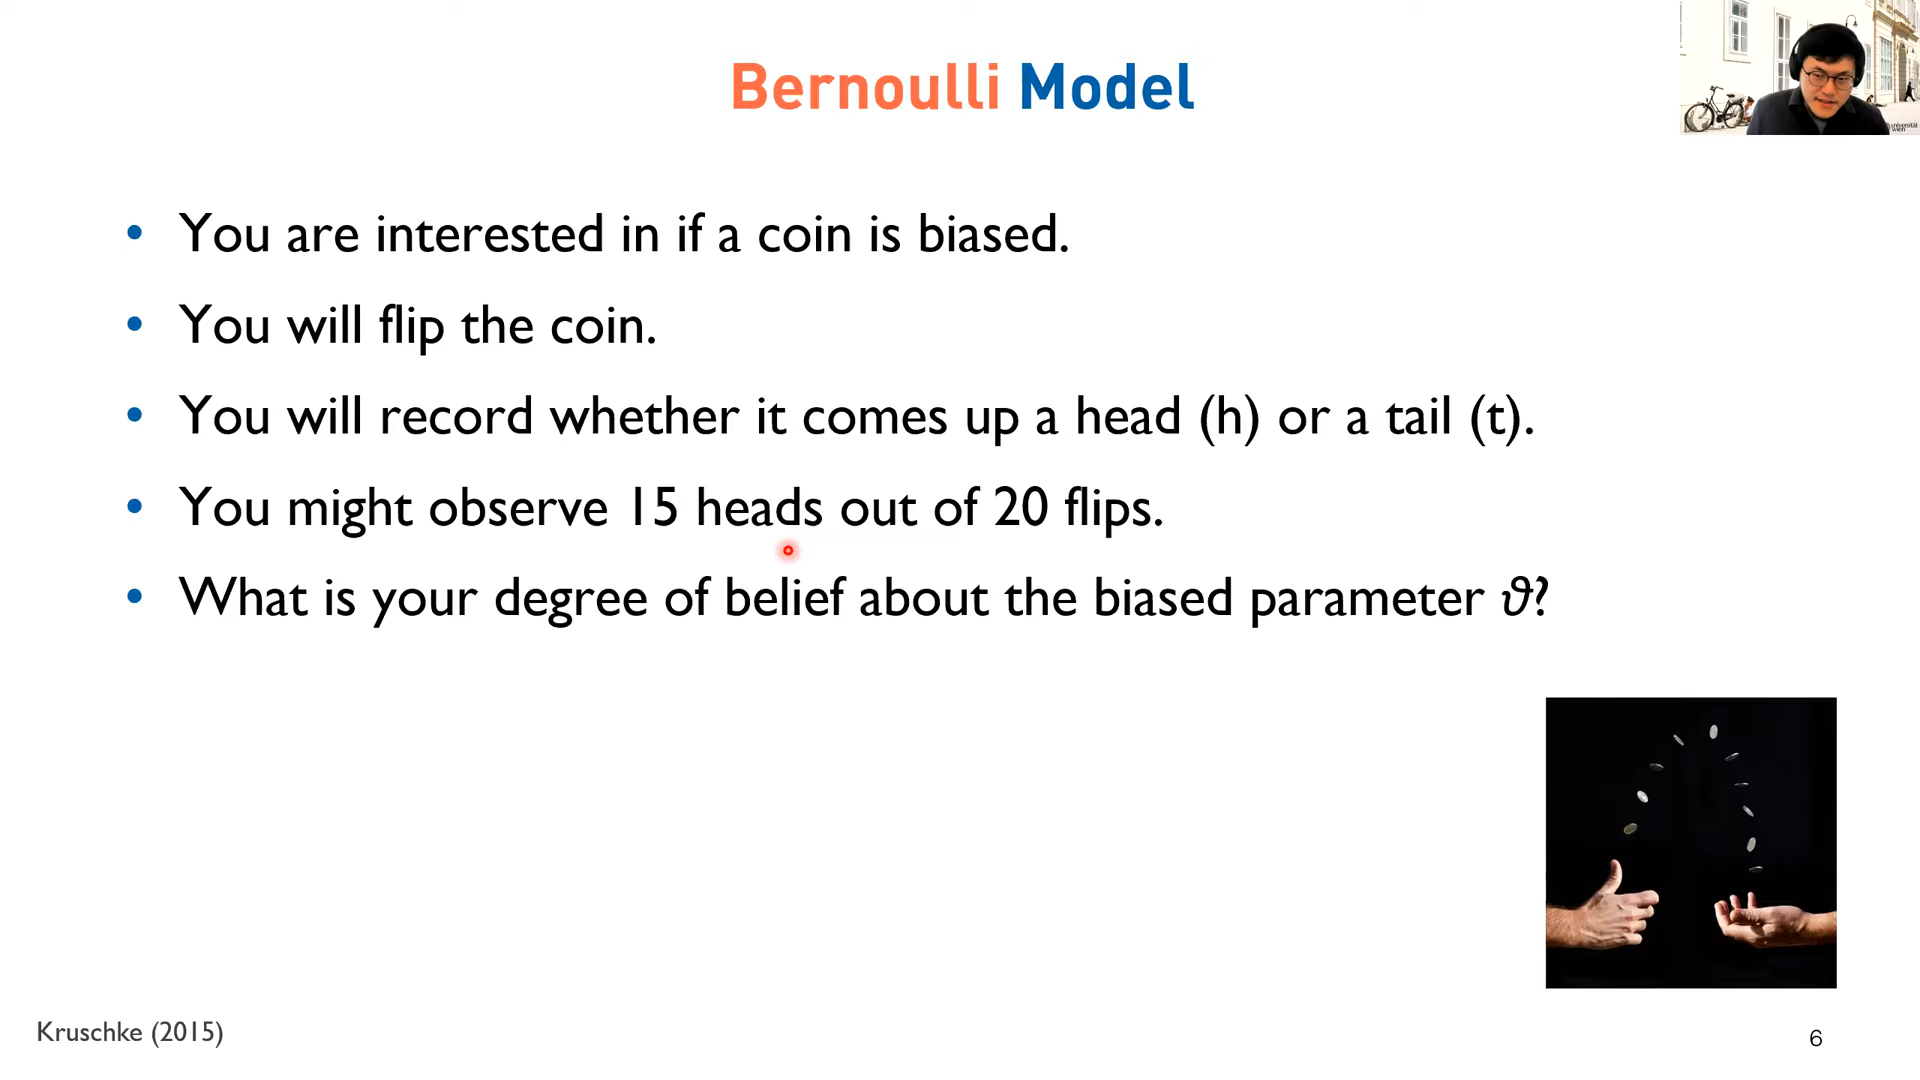 Bernoulli Model
universität
wien
• You are interested in if a coin is biased.
• You will flip the coin.
• You will record whether it comes up a head (h) or a tail (t).
• You might observe 15 heads out of 20 flips.
• What is your degree of belief about the biased parameter ϑ?
Kruschke (2015)
6